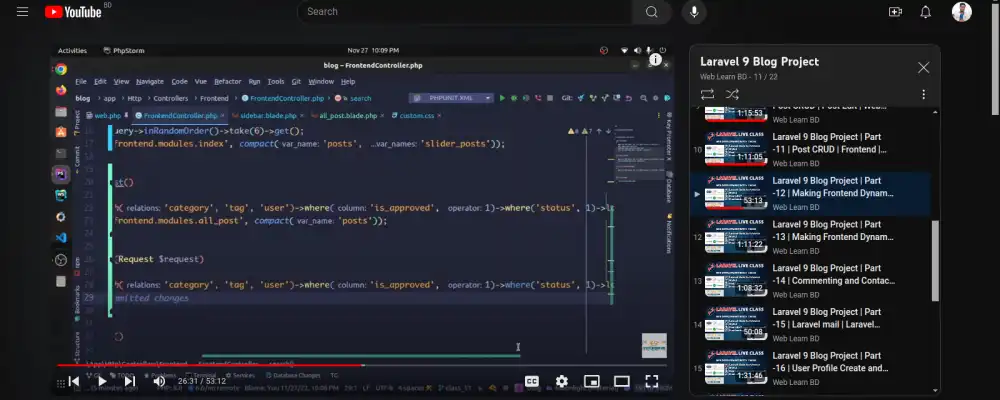 YouTube BD
Search
Activities PhpStorm Nov 27 10:09 PM
blog – FrontendController.php
File Edit View Navigate Code Vue Refactor Run Tools Git Window Help
blog app Http Controllers Frontend FrontendController.php search PHPUNIT.XML Git:
web.php FrontendController.php sidebar.blade.php all_post.blade.php custom.css
Project
Commit
uery->inRandomOrder()->take(6)->get();
frontend.modules.index', compact( var_name: 'posts', ...var_names: 'slider_posts'));
st()
h( relations: 'category', 'tag', 'user')->where( column: 'is_approved', operator: 1)->where('status', 1)->l
frontend.modules.all_post', compact( var_name: 'posts'));
(Request $request)
h( relations: 'category', 'tag', 'user')->where( column: 'is_approved', operator: 1)->where('status', 1)->l
29 mmitted changes
()
Database
Notifications
Bookmarks
Structure
26:31 / 53:12
Laravel 9 Blog Project
Web Learn BD - 11 / 22
1:15:53
Web Learn BD
10
1:11:05
Laravel 9 Blog Project | Part
-11 | Post CRUD | Frontend |...
Web Learn BD
53:13
Laravel 9 Blog Project | Part
-12 | Making Frontend Dynam...
Web Learn BD
12
1:11:22
Laravel 9 Blog Project | Part
-13 | Making Frontend Dynam...
Web Learn BD
13
1:08:32
Laravel 9 Blog Project | Part
-14 | Commenting and Contac...
Web Learn BD
14
50:08
Laravel 9 Blog Project | Part
-15 | Laravel mail | Laravel...
Web Learn BD
15
1:31:46
Laravel 9 Blog Project | Part
-16 | User Profile Create and...
Web Learn BD